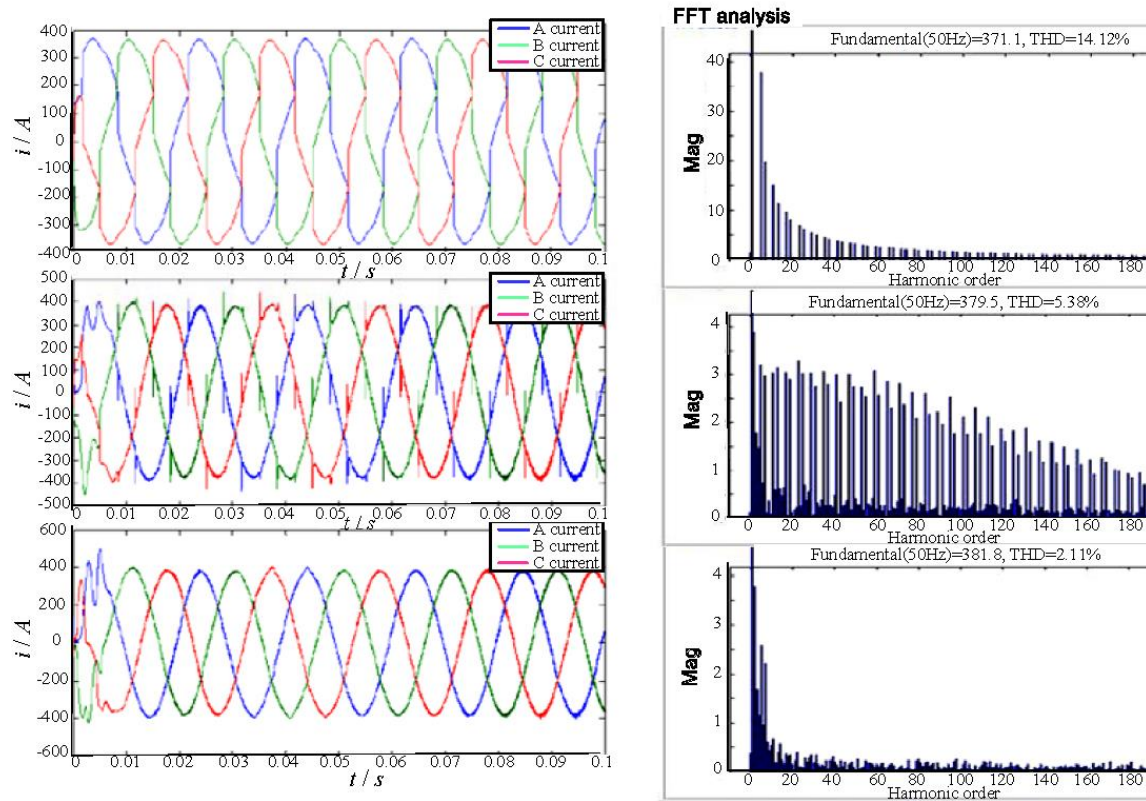 A current
B current
C current
400
300
200
100
0
-100
-200
-300
-400
i / A
0 0.01 0.02 0.03 0.04 0.05 0.06 0.07 0.08 0.09 0.1
t / s
A current
B current
C current
500
400
300
200
100
0
-100
-200
-300
-400
-500
i / A
0 0.01 0.02 0.03 0.04 0.05 0.06 0.07 0.08 0.09 0.1
t / s
A current
B current
C current
600
400
200
0
-200
-400
-600
i / A
0 0.01 0.02 0.03 0.04 0.05 0.06 0.07 0.08 0.09 0.1
t / s
FFT analysis
Fundamental(50Hz)=371.1, THD=14.12%
40
30
20
10
0
Mag
0 20 40 60 80 100 120 140 160 180
Harmonic order
Fundamental(50Hz)=379.5, THD=5.38%
4
3
2
1
0
Mag
0 20 40 60 80 100 120 140 160 180
Harmonic order
Fundamental(50Hz)=381.8, THD=2.11%
4
3
2
1
0
Mag
0 20 40 60 80 100 120 140 160 180
Harmonic order